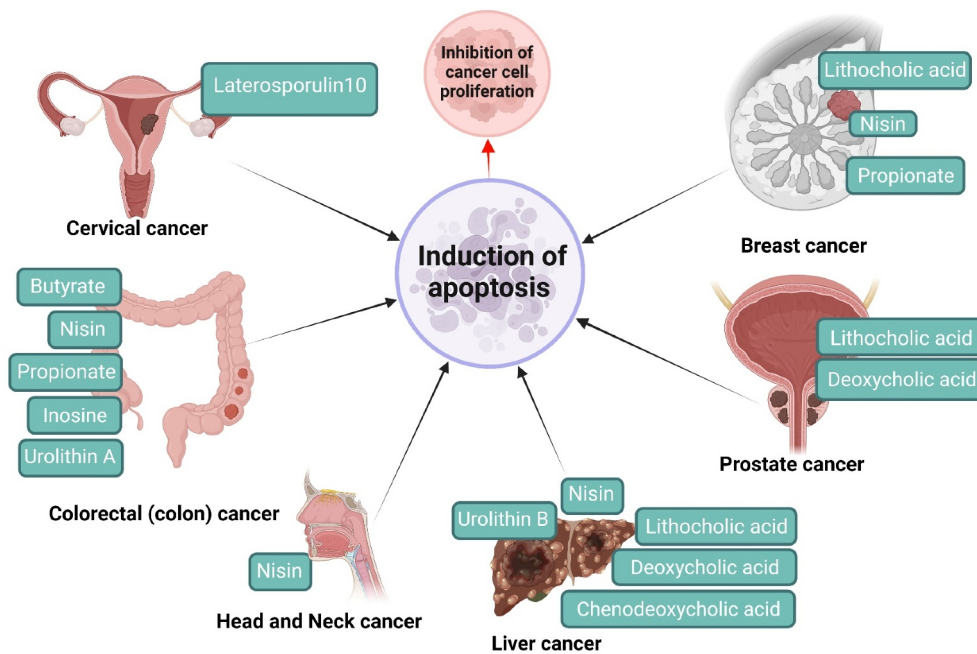 Inhibition of
cancer cell
proliferation
Laterosporulin10
Cervical cancer
Lithocholic acid
Nisin
Propionate
Breast cancer
Induction of
apoptosis
Butyrate
Nisin
Propionate
Inosine
Urolithin A
Colorectal (colon) cancer
Lithocholic acid
Deoxycholic acid
Prostate cancer
Nisin
Head and Neck cancer
Nisin
Urolithin B
Lithocholic acid
Deoxycholic acid
Chenodeoxycholic acid
Liver cancer